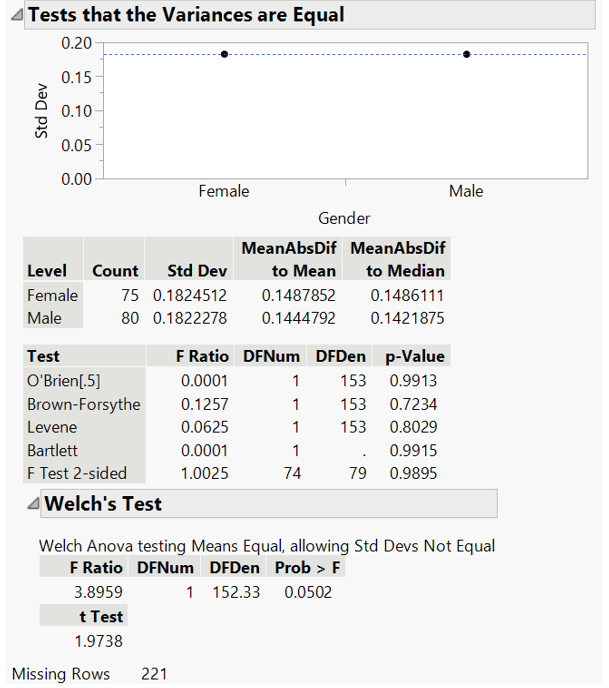 Tests that the Variances are Equal
0.20
0.15
0.10
0.05
0.00
Std Dev
Female Male
Gender
MeanAbsDif MeanAbsDif
Level Count Std Dev to Mean to Median
Female 75 0.1824512 0.1487852 0.1486111
Male 80 0.1822278 0.1444792 0.1421875
Test F Ratio DFNum DFDen p-Value
O'Brien[.5] 0.0001 1 153 0.9913
Brown-Forsythe 0.1257 1 153 0.7234
Levene 0.0625 1 153 0.8029
Bartlett 0.0001 1 . 0.9915
F Test 2-sided 1.0025 74 79 0.9895
Welch's Test
Welch Anova testing Means Equal, allowing Std Devs Not Equal
F Ratio DFNum DFDen Prob > F
3.8959 1 152.33 0.0502
t Test
1.9738
Missing Rows 221